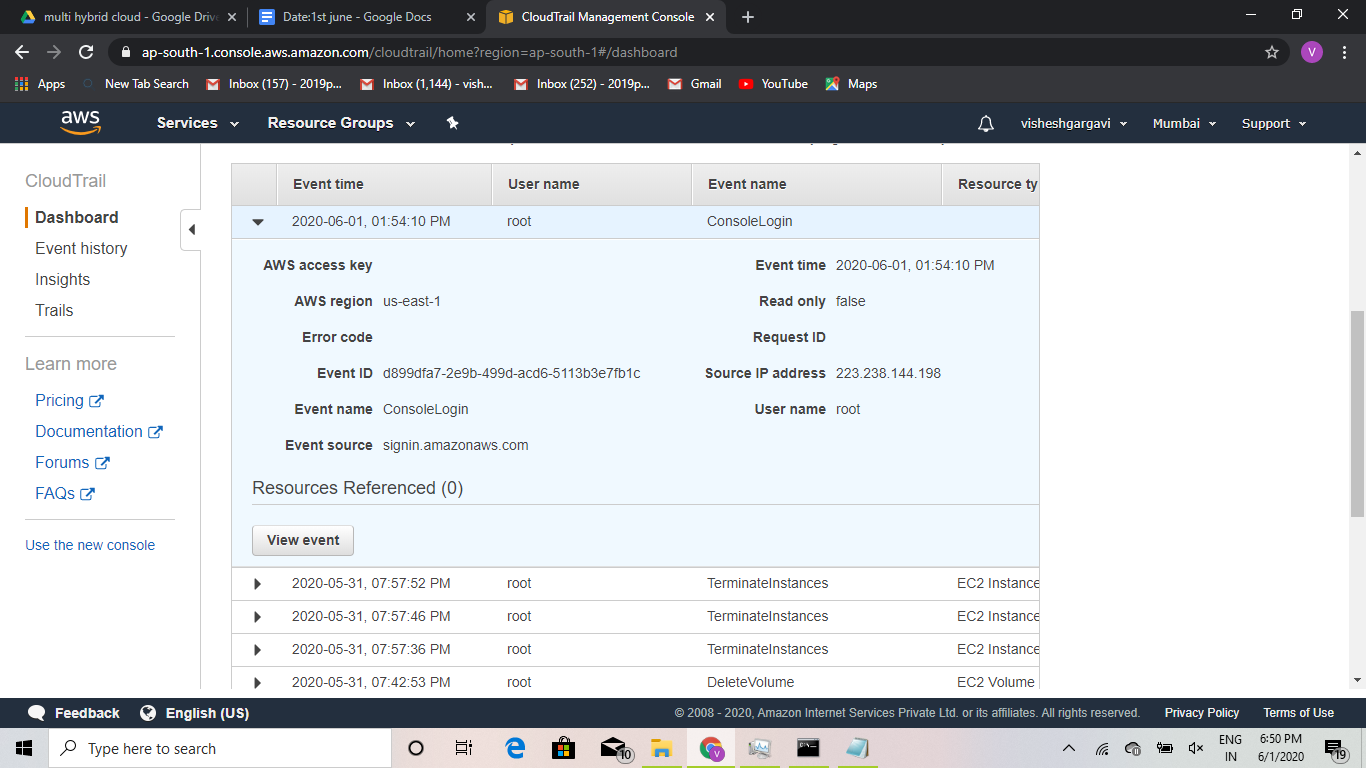 multi hybrid cloud - Google Drive
Date:1st june - Google Docs
CloudTrail Management Console
ap-south-1.console.aws.amazon.com/cloudtrail/home?region=ap-south-1#/dashboard
V
Apps
New Tab Search
Inbox (157) - 2019p...
Inbox (1,144) - vish...
Inbox (252) - 2019p...
Gmail
YouTube
Maps
aws
Services
Resource Groups
visheshgargavi
Mumbai
Support
CloudTrail
Dashboard
Event history
Insights
Trails
Learn more
Pricing
Documentation
Forums
FAQs
Use the new console
Event time User name Event name Resource ty
2020-06-01, 01:54:10 PM root ConsoleLogin
AWS access key
Event time 2020-06-01, 01:54:10 PM
AWS region us-east-1
Read only false
Error code
Request ID
Event ID d899dfa7-2e9b-499d-acd6-5113b3e7fb1c
Source IP address 223.238.144.198
Event name ConsoleLogin
User name root
Event source signin.amazonaws.com
Resources Referenced (0)
View event
2020-05-31, 07:57:52 PM root TerminateInstances EC2 Instance
2020-05-31, 07:57:46 PM root TerminateInstances EC2 Instance
2020-05-31, 07:57:36 PM root TerminateInstances EC2 Instance
2020-05-31, 07:42:53 PM root DeleteVolume EC2 Volume
Feedback
English (US)
© 2008 - 2020, Amazon Internet Services Private Ltd. or its affiliates. All rights reserved.
Privacy Policy
Terms of Use
Type here to search
10
V
ENG
IN
6:50 PM
6/1/2020
19